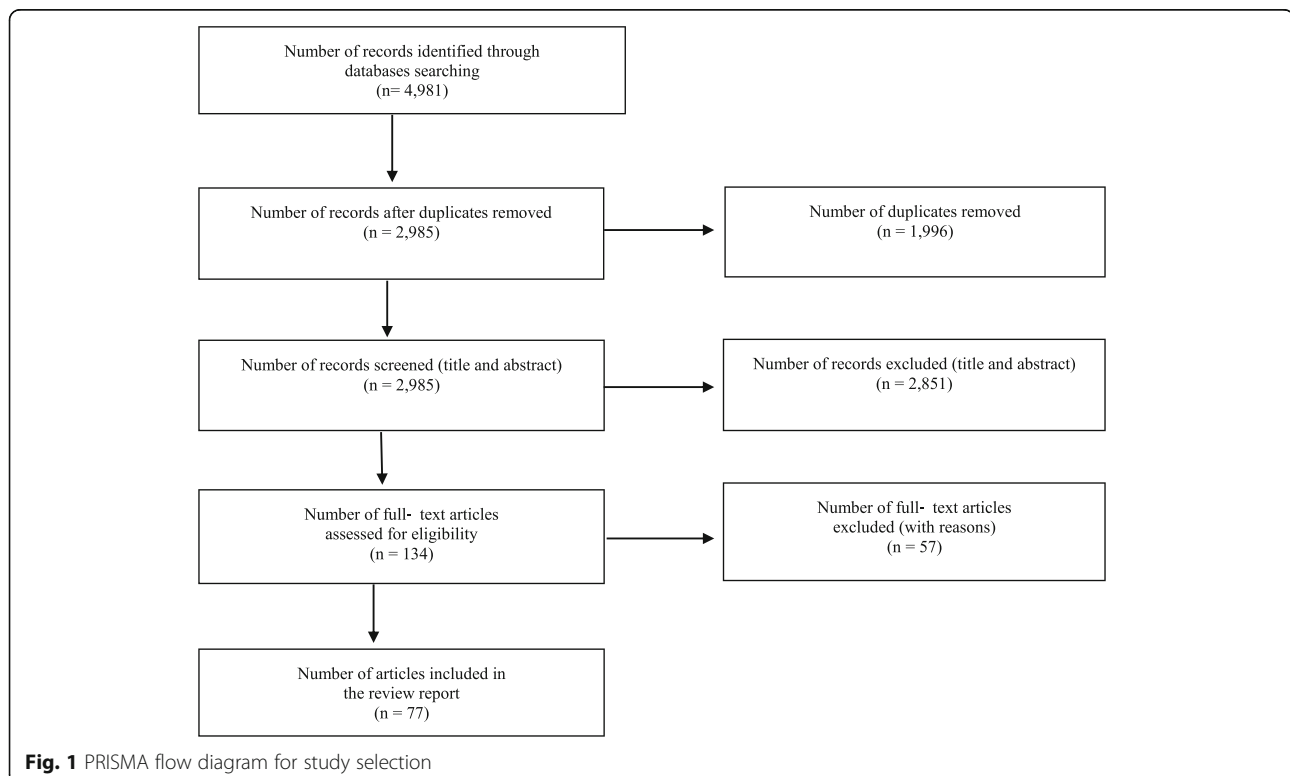 Number of records identified through
databases searching
(n= 4,981)
Number of records after duplicates removed
(n = 2,985)
Number of duplicates removed
(n = 1,996)
Number of records screened (title and abstract)
(n = 2,985)
Number of records excluded (title and abstract)
(n = 2,851)
Number of full- text articles
assessed for eligibility
(n = 134)
Number of full- text articles
excluded (with reasons)
(n = 57)
Number of articles included in
the review report
(n = 77)
Fig. 1 PRISMA flow diagram for study selection